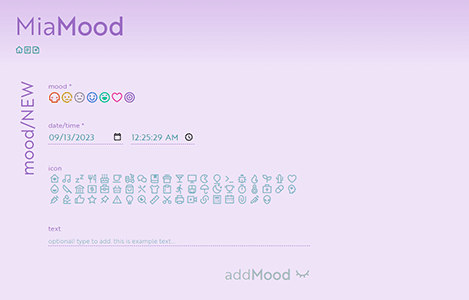 MiaMood
mood/NEW
mood *
date/time *
09/13/2023 12:25:29 AM
icon
text
optional! type to add. this is example text.
addMood